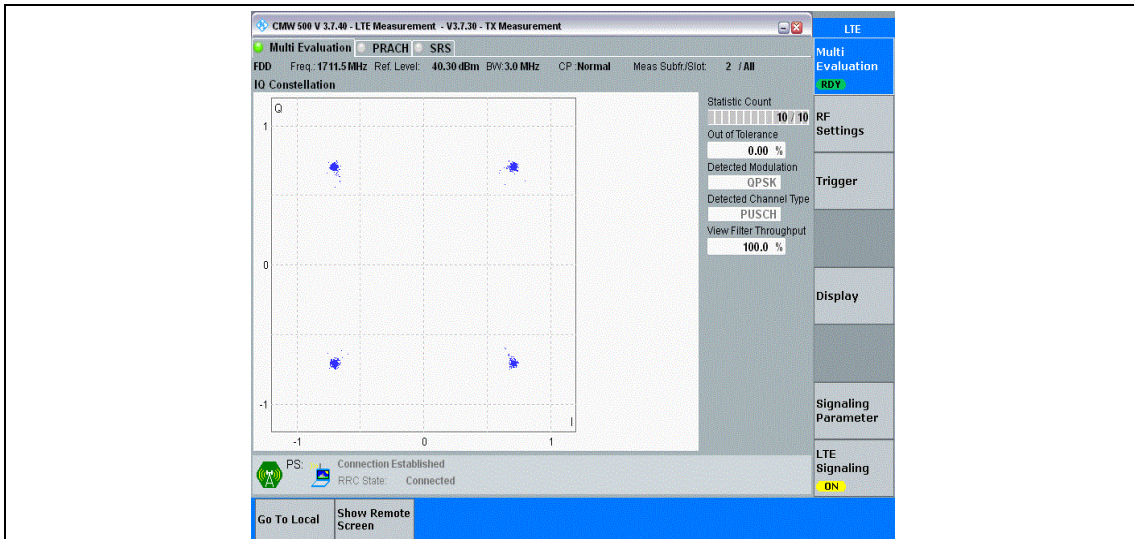 CMW 500 V 3.7.40 - LTE Measurement - V3.7.30 - TX Measurement
LTE
Multi Evaluation PRACH SRS
FDD Freq.: 1711.5 MHz Ref. Level: 40.30 dBm BW: 3.0 MHz CP :Normal Meas Subfr./Slot: 2 / All
IQ Constellation
Q
1
0
-1
I
-1 0 1
Statistic Count
10 / 10
Out of Tolerance
0.00 %
Detected Modulation
QPSK
Detected Channel Type
PUSCH
View Filter Throughput
100.0 %
Multi
Evaluation
RDY
RF
Settings
Trigger
Display
Signaling
Parameter
LTE
Signaling
ON
PS: Connection Established
RRC State: Connected
Go To Local
Show Remote
Screen